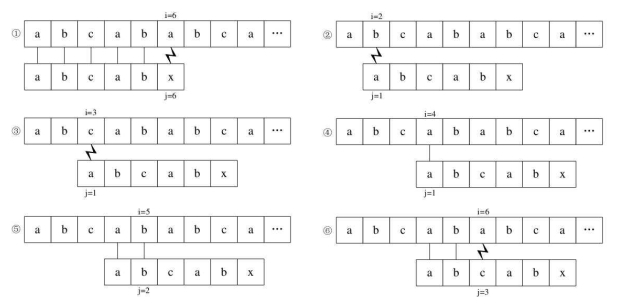 i=6
① a b c a b a b c a …
a b c a b x
j=6
i=2
② a b c a b a b c a …
a b c a b x
j=1
i=3
③ a b c a b a b c a …
a b c a b x
j=1
i=4
④ a b c a b a b c a …
a b c a b x
j=1
i=5
⑤ a b c a b a b c a …
a b c a b x
j=2
i=6
⑥ a b c a b a b c a …
a b c a b x
j=3